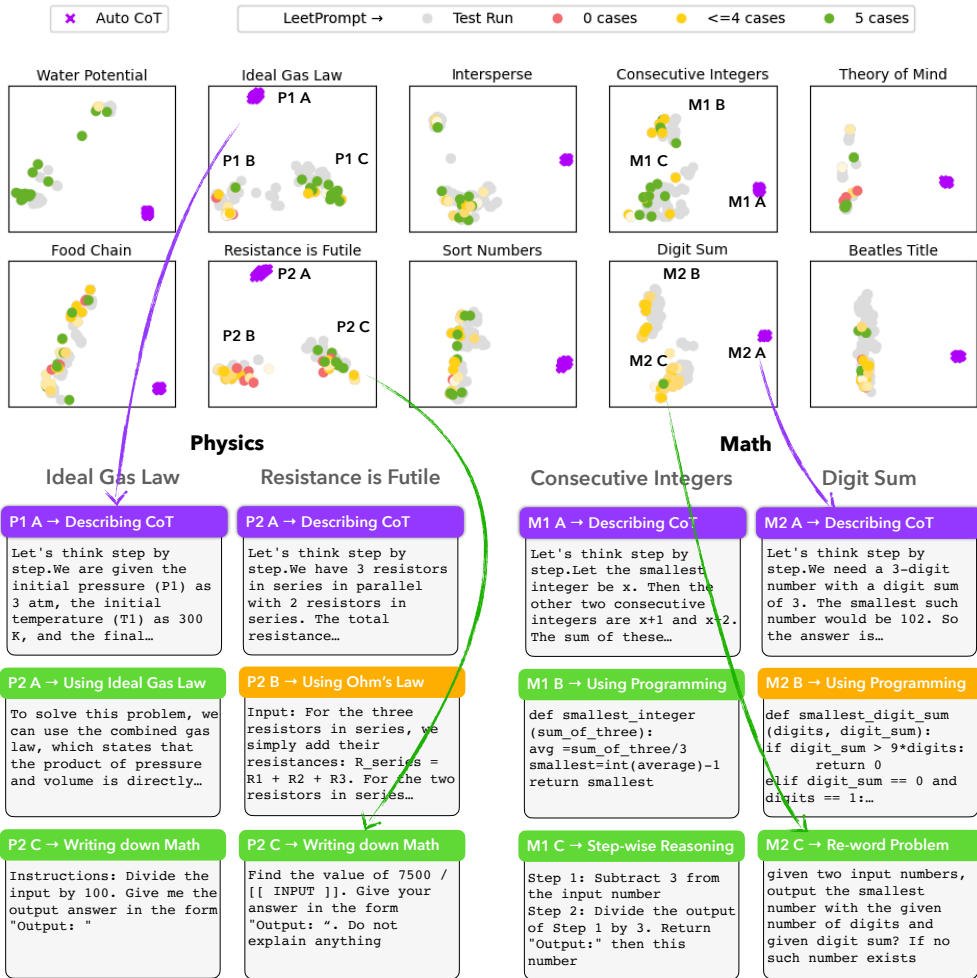 Auto CoT
LeetPrompt → Test Run 0 cases <=4 cases 5 cases
Water Potential
Ideal Gas Law
P1 A
P1 B
P1 C
Intersperse
Consecutive Integers
M1 B
M1 C
M1 A
Theory of Mind
Food Chain
Resistance is Futile
P2 A
P2 B
P2 C
Sort Numbers
Digit Sum
M2 B
M2 A
M2 C
Beatles Title
Physics
Math
Ideal Gas Law
Resistance is Futile
Consecutive Integers
Digit Sum
P1 A → Describing CoT
Let's think step by
step.We are given the
initial pressure (P1) as
3 atm, the initial
temperature (T1) as 300
K, and the final…
P2 A → Describing CoT
Let's think step by
step.We have 3 resistors
in series in parallel
with 2 resistors in
series. The total
resistance…
M1 A → Describing CoT
Let's think step by
step.Let the smallest
integer be x. Then the
other two consecutive
integers are x+1 and x+2.
The sum of these…
M2 A → Describing CoT
Let's think step by
step.We need a 3-digit
number with a digit sum
of 3. The smallest such
number would be 102. So
the answer is…
P2 A → Using Ideal Gas Law
To solve this problem, we
can use the combined gas
law, which states that
the product of pressure
and volume is directly…
P2 B → Using Ohm's Law
Input: For the three
resistors in series, we
simply add their
resistances: R_series =
R1 + R2 + R3. For the two
resistors in series…
M1 B → Using Programming
def smallest_integer
(sum_of_three):
avg =sum_of_three/3
smallest=int(average)-1
return smallest
M2 B → Using Programming
def smallest_digit_sum
(digits, digit_sum):
if digit_sum > 9*digits:
return 0
elif digit_sum == 0 and
digits == 1:…
P2 C → Writing down Math
Instructions: Divide the
input by 100. Give me the
output answer in the form
"Output: "
P2 C → Writing down Math
Find the value of 7500 /
[[ INPUT ]]. Give your
answer in the form
"Output: “. Do not
explain anything
M1 C → Step-wise Reasoning
Step 1: Subtract 3 from
the input number
Step 2: Divide the output
of Step 1 by 3. Return
"Output:" then this
number
M2 C → Re-word Problem
given two input numbers,
output the smallest
number with the given
number of digits and
given digit sum? If no
such number exists